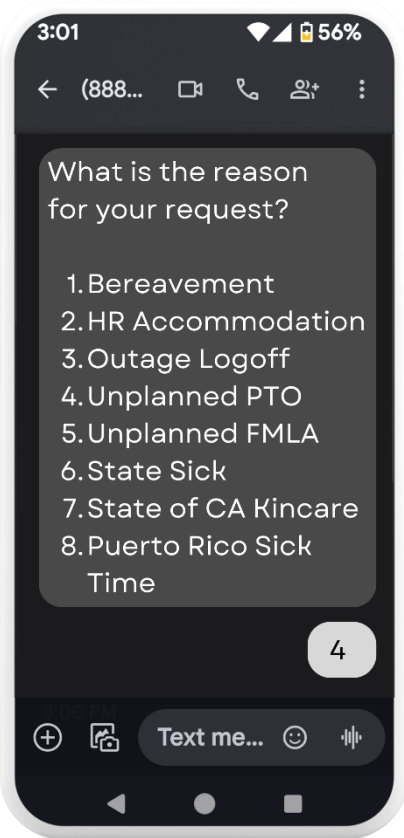 3:01 56%
(888...
What is the reason
for your request?
1. Bereavement
2. HR Accommodation
3. Outage Logoff
4. Unplanned PTO
5. Unplanned FMLA
6. State Sick
7. State of CA Kincare
8. Puerto Rico Sick
Time
4
3:00 PM
Text me...